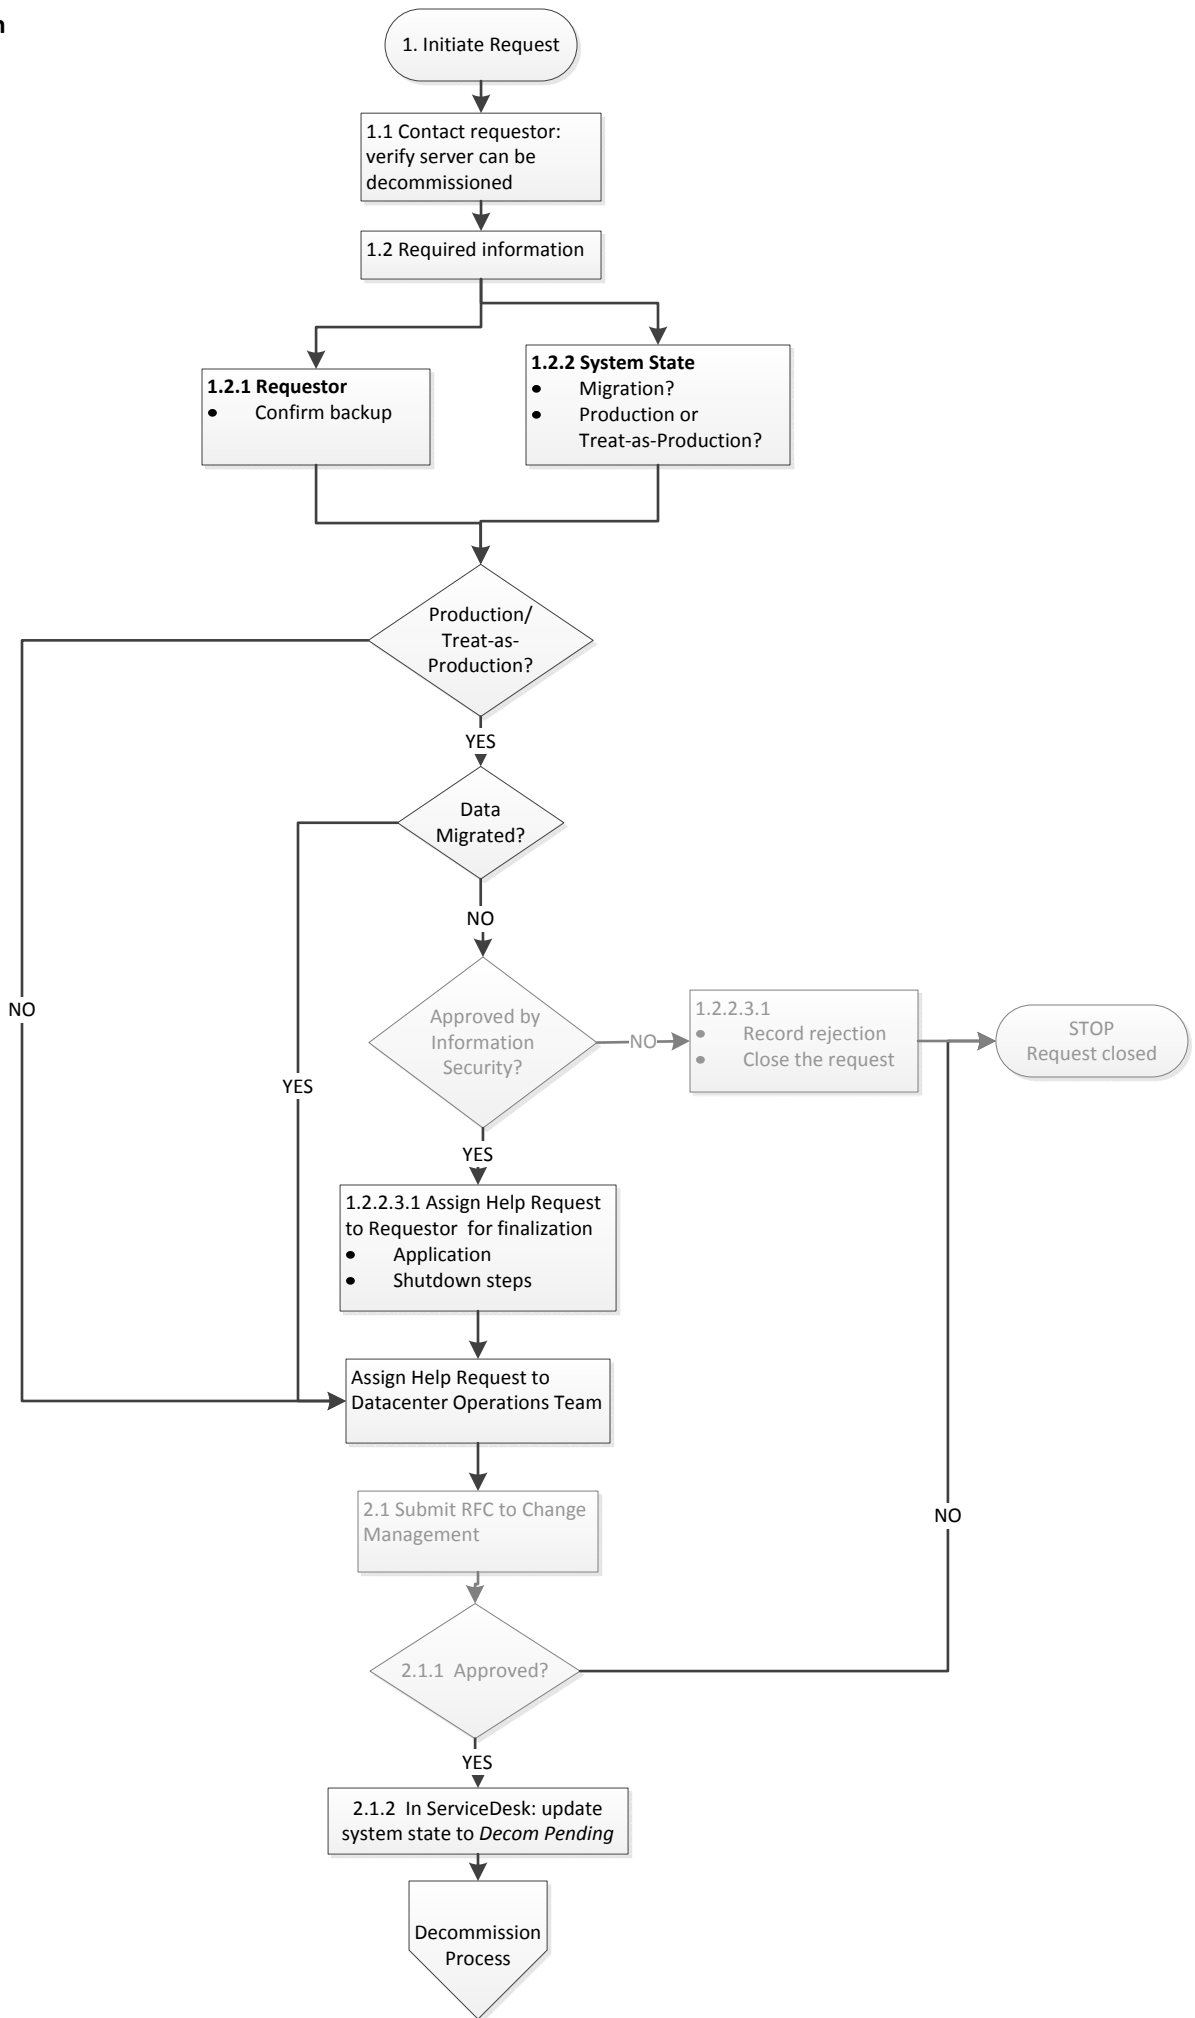 1. Initiate Request
1.1 Contact requestor:
verify server can be
decommissioned
1.2 Required information
1.2.1 Requestor
● Confirm backup
1.2.2 System State
● Migration?
● Production or
Treat-as-Production?
Production/
Treat-as-
Production?
YES
Data
Migrated?
NO
NO
YES
Approved by
Information
Security?
NO
1.2.2.3.1
● Record rejection
● Close the request
STOP
Request closed
YES
1.2.2.3.1 Assign Help Request
to Requestor for finalization
● Application
● Shutdown steps
Assign Help Request to
Datacenter Operations Team
2.1 Submit RFC to Change
Management
NO
2.1.1 Approved?
YES
2.1.2 In ServiceDesk: update
system state to Decom Pending
Decommission
Process